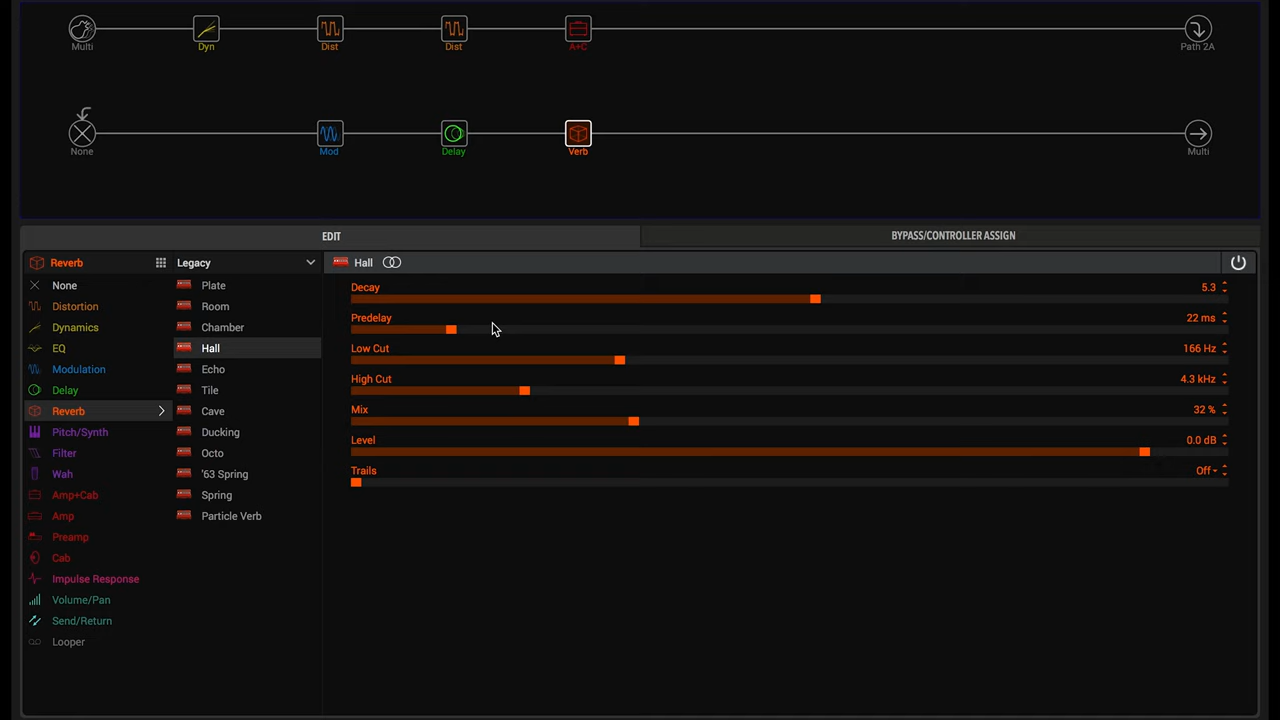 Multi Dyn Dist Dist A+C Path 2A
None Mod Delay Verb Multi
EDIT BYPASS/CONTROLLER ASSIGN
Reverb Legacy Hall
None
Distortion
Dynamics
EQ
Modulation
Delay
Reverb
Pitch/Synth
Filter
Wah
Amp+Cab
Amp
Preamp
Cab
Impulse Response
Volume/Pan
Send/Return
Looper
Plate
Room
Chamber
Hall
Echo
Tile
Cave
Ducking
Octo
'63 Spring
Spring
Particle Verb
Decay 5.3
Predelay 22 ms
Low Cut 166 Hz
High Cut 4.3 kHz
Mix 32 %
Level 0.0 dB
Trails Off